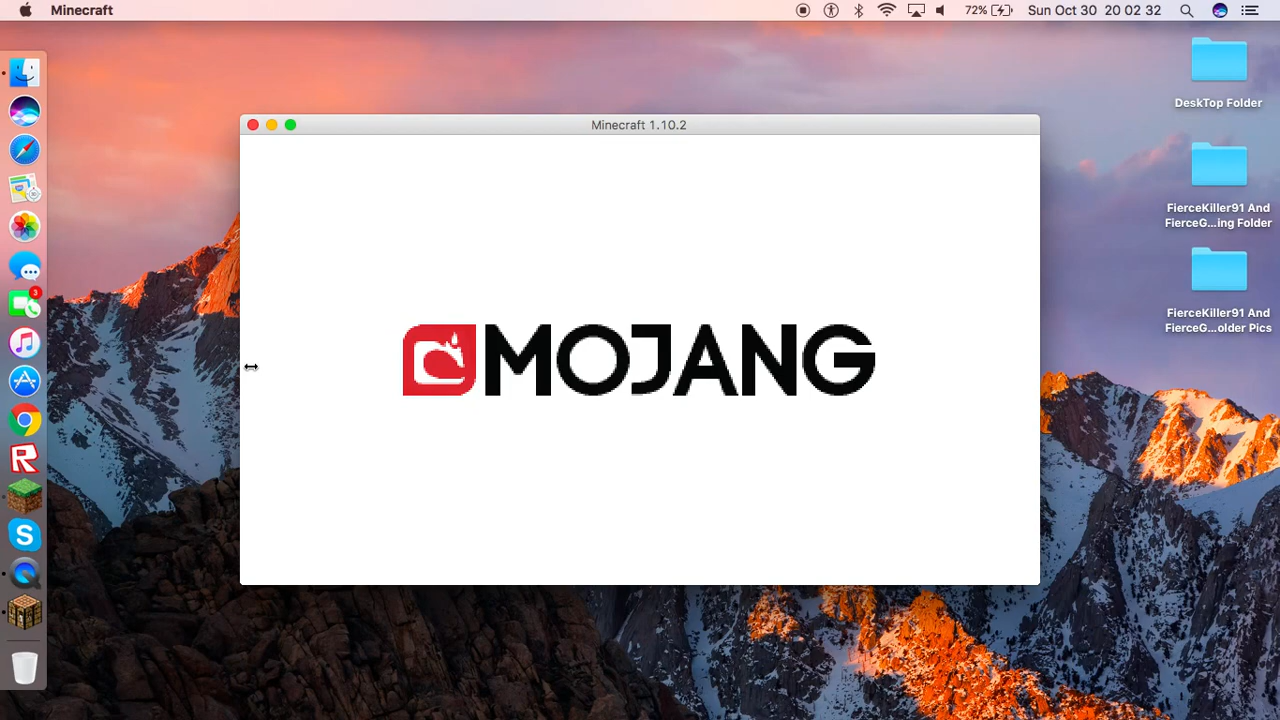 Minecraft
72%
Sun Oct 30 20 02 32
Minecraft 1.10.2
MOJANG
3
DeskTop Folder
FierceKiller91 And
FierceG...ing Folder
FierceKiller91 And
FierceG...older Pics